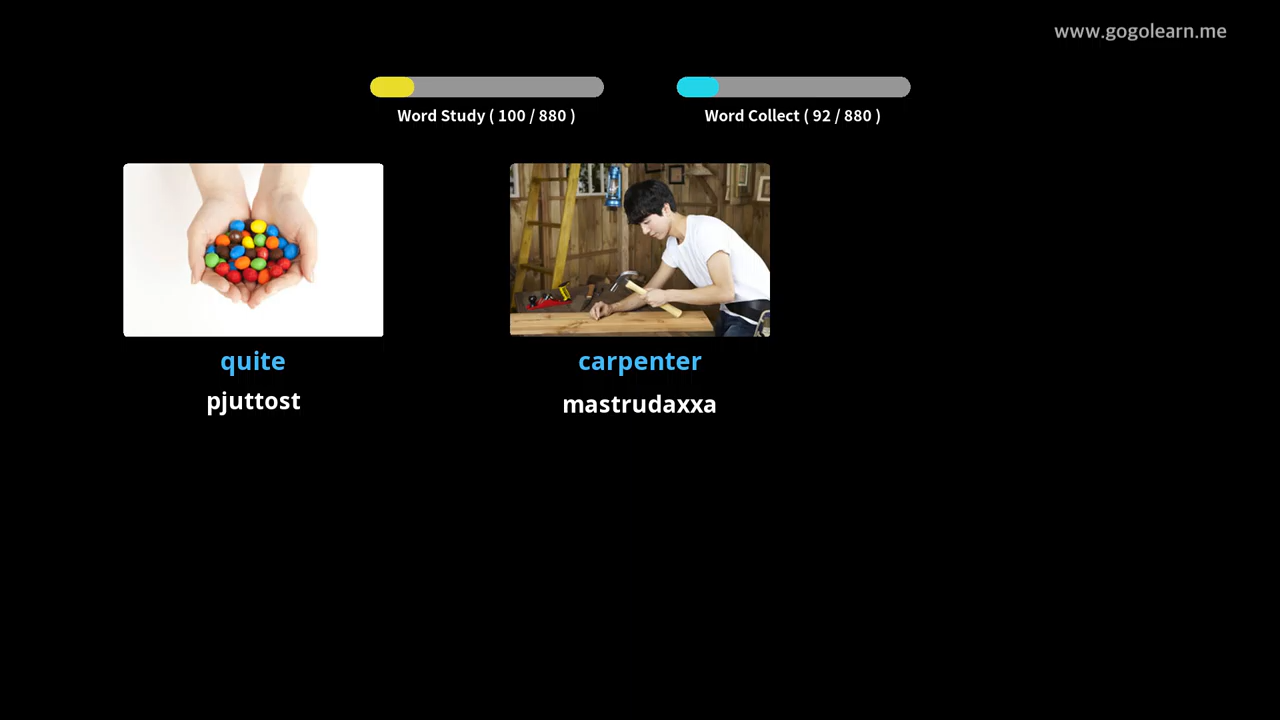 www.gogolearn.me
Word Study ( 100 / 880 )
Word Collect ( 92 / 880 )
quite
pjuttost
carpenter
mastrudaxxa